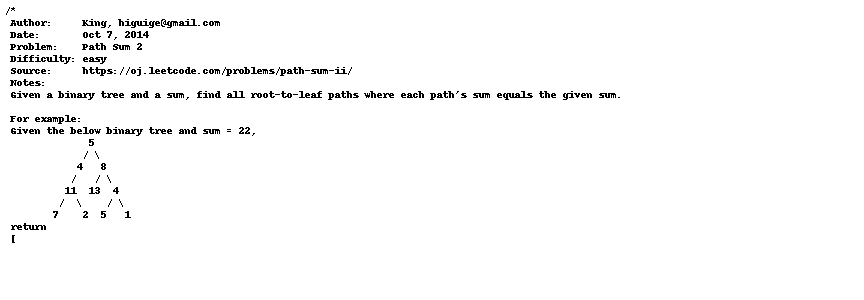 /*
 Author:     King, higuige@gmail.com
 Date:       Oct 7, 2014
 Problem:    Path Sum 2
 Difficulty: easy
 Source:     https://oj.leetcode.com/problems/path-sum-ii/
 Notes:
 Given a binary tree and a sum, find all root-to-leaf paths where each path's sum equals the given sum.

 For example:
 Given the below binary tree and sum = 22,
              5
             / \
            4   8
           /   / \
          11  13  4
         /  \    / \
        7    2  5   1
 return
 [